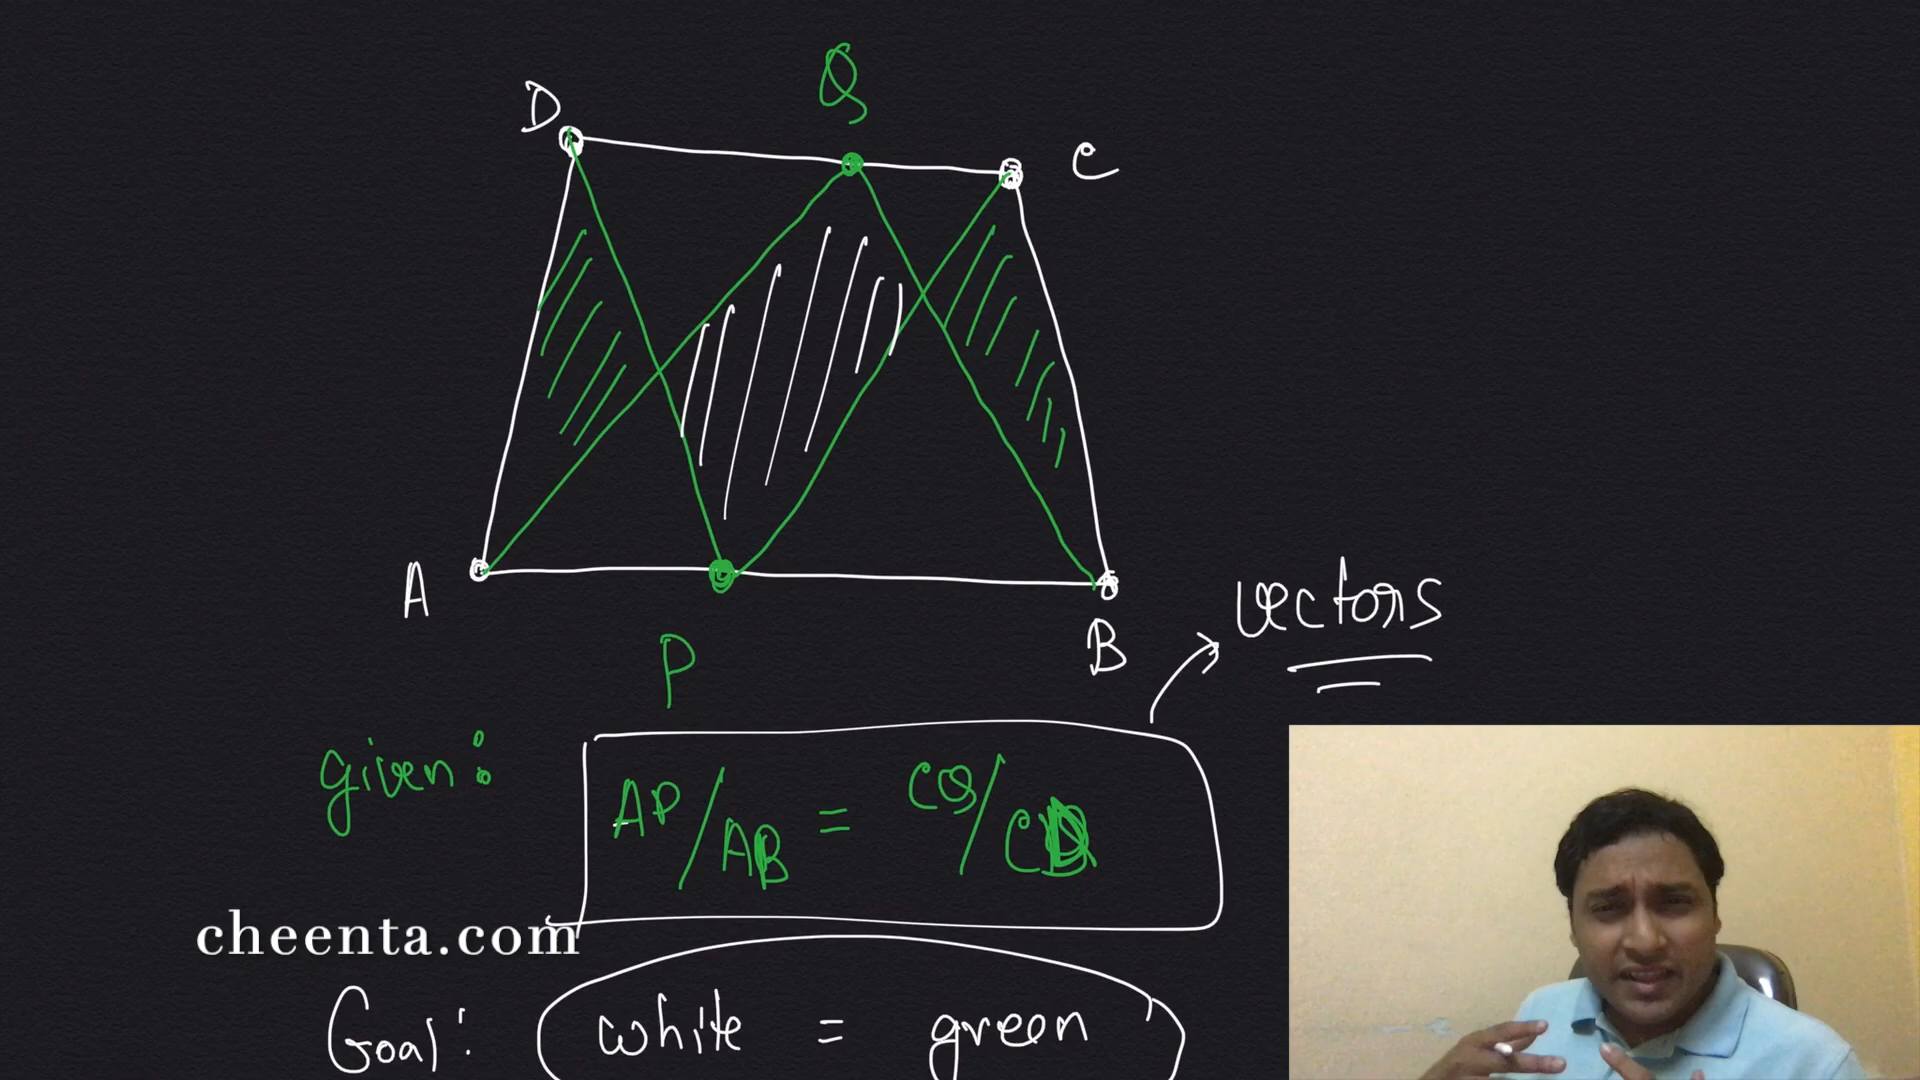 Q
D
C
A
B
P
vectors
given:
AP/AB = CQ/CD
cheenta.com
Goal: white = green